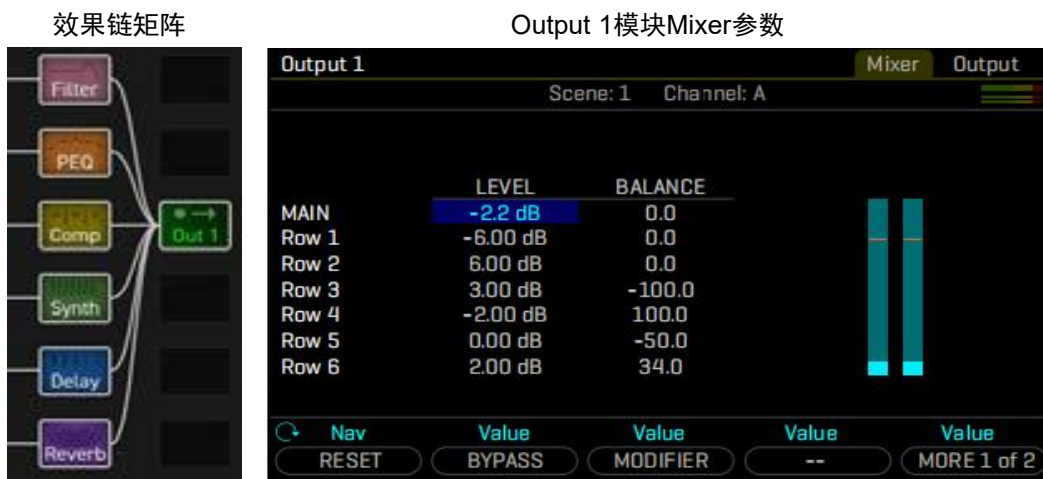 效果链矩阵
Output 1模块Mixer参数
Filter
PEQ
Comp
Synth
Delay
Reverb
Out 1
Output 1 Mixer Output
Scene: 1 Channel: A
LEVEL BALANCE
MAIN -2.2 dB 0.0
Row 1 -6.00 dB 0.0
Row 2 6.00 dB 0.0
Row 3 3.00 dB -100.0
Row 4 -2.00 dB 100.0
Row 5 0.00 dB -50.0
Row 6 2.00 dB 34.0
Nav Value Value Value Value
RESET BYPASS MODIFIER -- MORE 1 of 2